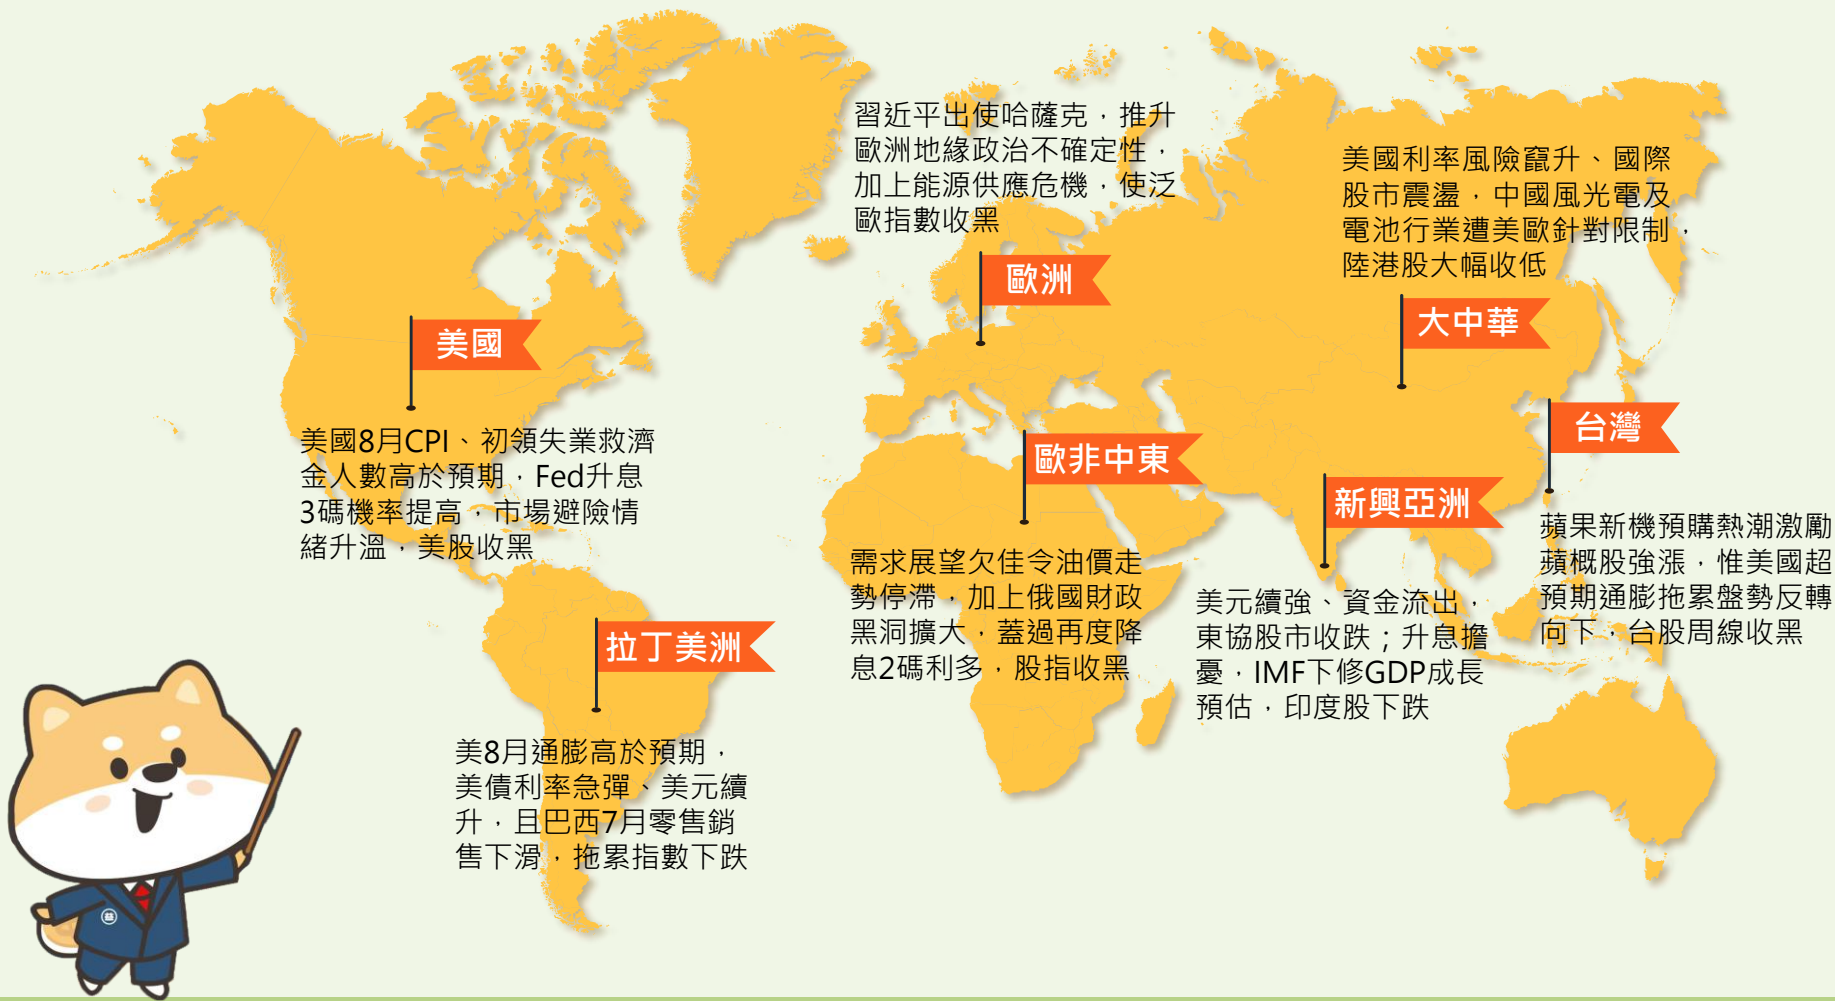 習近平出使哈薩克，推升
歐洲地緣政治不確定性，
加上能源供應危機，使泛
歐指數收黑
歐洲
美國利率風險竄升、國際
股市震盪，中國風光電及
電池行業遭美歐針對限制，
陸港股大幅收低
大中華
美國
美國8月CPI、初領失業救濟
金人數高於預期，Fed升息
3碼機率提高，市場避險情
緒升溫，美股收黑
歐非中東
需求展望欠佳令油價走
勢停滯，加上俄國財政
黑洞擴大，蓋過再度降
息2碼利多，股指收黑
新興亞洲
美元續強、資金流出，
東協股市收跌；升息擔
憂，IMF下修GDP成長
預估，印度股下跌
台灣
蘋果新機預購熱潮激勵
蘋概股強漲，惟美國超
預期通膨拖累盤勢反轉
向下，台股周線收黑
拉丁美洲
美8月通膨高於預期，
美債利率急彈、美元續
升，且巴西7月零售銷
售下滑，拖累指數下跌